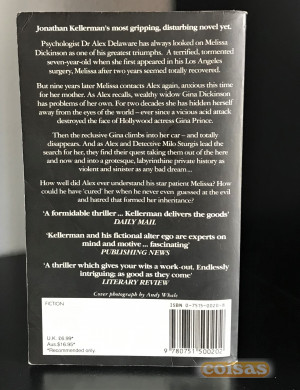 Jonathan Kellerman's most gripping, disturbing novel yet.
Psychologist Dr Alex Delaware has always looked on Melissa
Dickinson as one of his greatest triumphs. A terrified, tormented
seven-year-old when she first appeared in his Los Angeles
surgery, Melissa after two years seemed totally recovered.
But nine years later Melissa contacts Alex again, anxious this time
for her mother. As Alex recalls, wealthy widow Gina Dickinson
has problems of her own. For two decades she has hidden herself
away from the eyes of the world – ever since a vicious acid attack
destroyed the face of Hollywood actress Gina Prince.
Then the reclusive Gina climbs into her car – and totally
disappears. And as Alex and Detective Milo Sturgis lead the
search for her, they find their quest taking them out of the here
and now and into a grotesque, labyrinthine private history as
violent and sinister as any bad dream ...
How well did Alex ever understand his star patient Melissa? How
could he have 'cured' her when he never even guessed at the evil
and hatred that formed her inheritance?
'A formidable thriller ... Kellerman delivers the goods'
DAILY MAIL
'Kellerman and his fictional alter ego are experts on
mind and motive ... fascinating'
PUBLISHING NEWS
'A thriller which gives your wits a work-out. Endlessly
intriguing; as good as they come'
LITERARY REVIEW
Cover photograph by Andy Whale
FICTION
U.K. £6.99*
Aus $16.95*
*Recommended only.
ISBN 0-7515-0020-
9 780751 500202
coisas